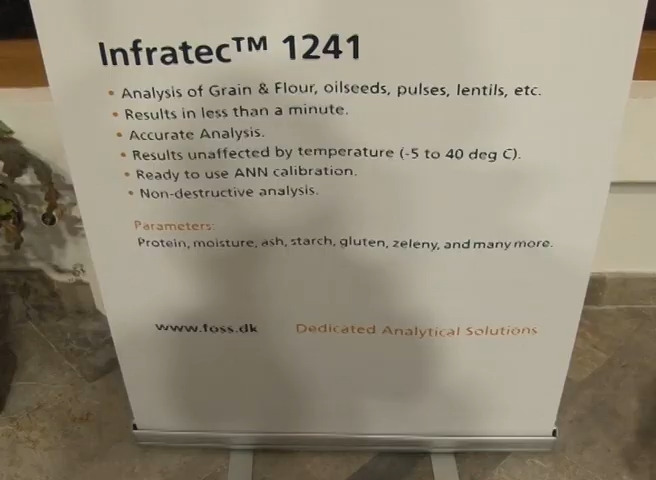 Infratec™ 1241
• Analysis of Grain & Flour, oilseeds, pulses, lentils, etc.
• Results in less than a minute.
• Accurate Analysis.
• Results unaffected by temperature (-5 to 40 deg C).
• Ready to use ANN calibration.
• Non-destructive analysis.
Parameters:
Protein, moisture, ash, starch, gluten, zeleny, and many more.
www.foss.dk Dedicated Analytical Solutions